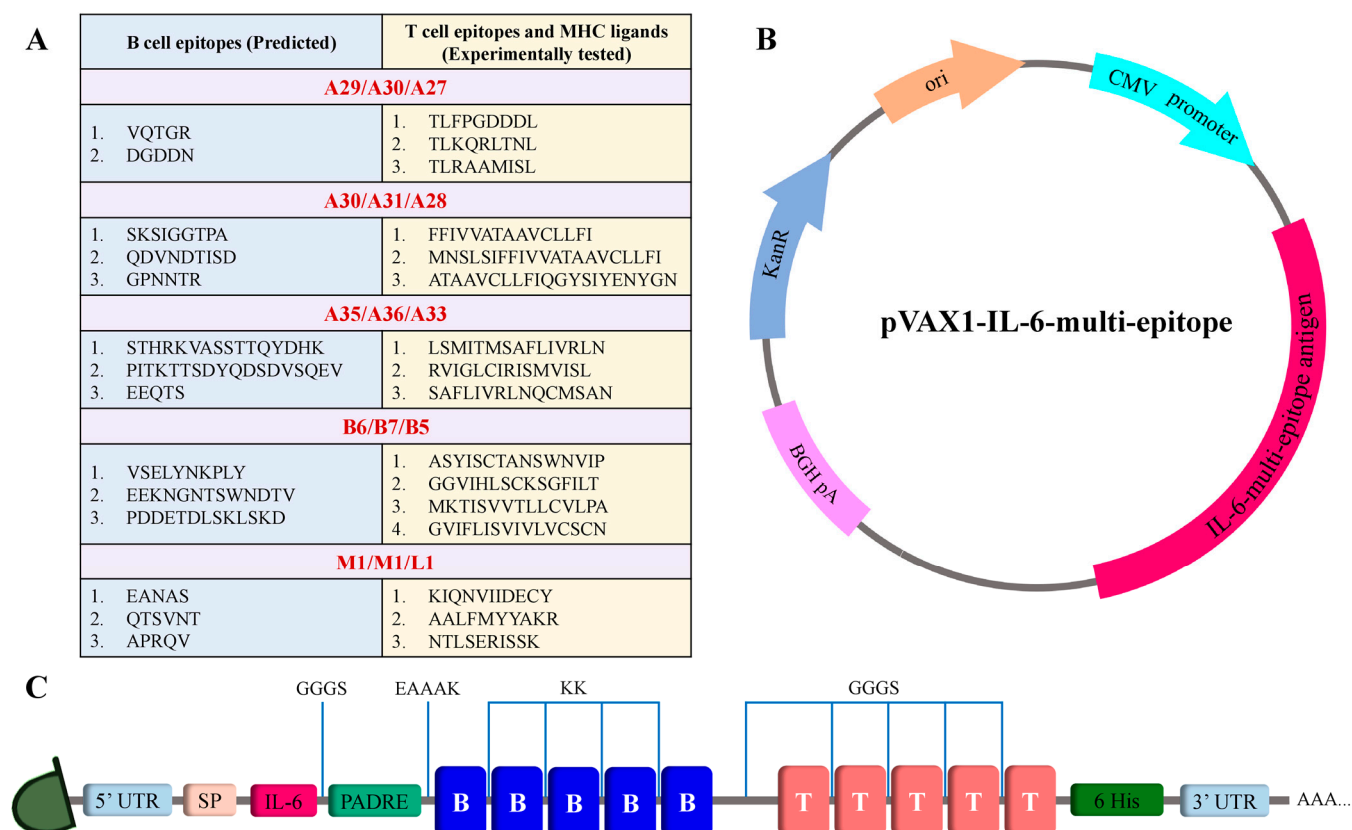 A
B cell epitopes (Predicted)
T cell epitopes and MHC ligands
(Experimentally tested)
A29/A30/A27
1. VQTGR
2. DGDDN
1. TLFPGDDDL
2. TLKQRLTNL
3. TLRAAMISL
A30/A31/A28
1. SKSIGGTPA
2. QDVNDTISD
3. GPNNTR
1. FFIVVATAAVCLLFI
2. MNSLSIFFIVVATAAVCLLFI
3. ATAAVCLLFIQGYSIYENYGN
A35/A36/A33
1. STHRKVASSTTQYDHK
2. PITKTTSDYQDSDVSQEV
3. EEQTS
1. LSMITMSAFLIVRLN
2. RVIGLCIRISMVISL
3. SAFLIVRLNQCMSAN
B6/B7/B5
1. VSELYNKPLY
2. EEKNGNTSWNDTV
3. PDDETDLSKLSKD
1. ASYISCTANSWNVIP
2. GGVIHLSCKSGFILT
3. MKTISVVTLLCVLPA
4. GVIFLISVIVLVCSCN
M1/M1/L1
1. EANAS
2. QTSVNT
3. APRQV
1. KIQNVIIDECY
2. AALFMYYAKR
3. NTLSERISSK
B
ori
CMV promoter
KanR
pVAX1-IL-6-multi-epitope
IL-6-multi-epitope antigen
BGH pA
C
GGGS
EAAAK
KK
GGGS
5' UTR
SP
IL-6
PADRE
B
B
B
B
B
T
T
T
T
T
6 His
3' UTR
AAA...